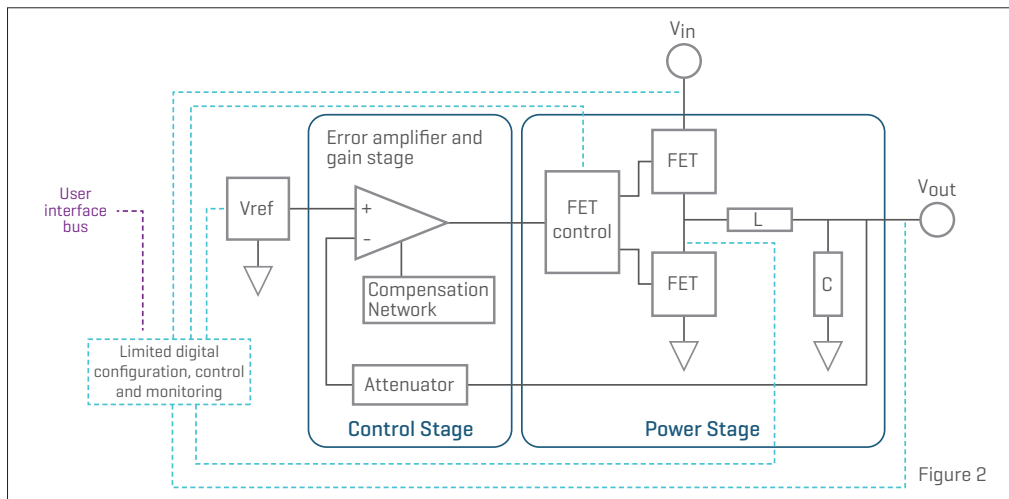 Vin
Error amplifier and
gain stage
FET
User
interface
bus
Vref
+
–
FET
control
L
Vout
FET
C
Compensation
Network
Limited digital
configuration, control
and monitoring
Attenuator
Control Stage
Power Stage
Figure 2